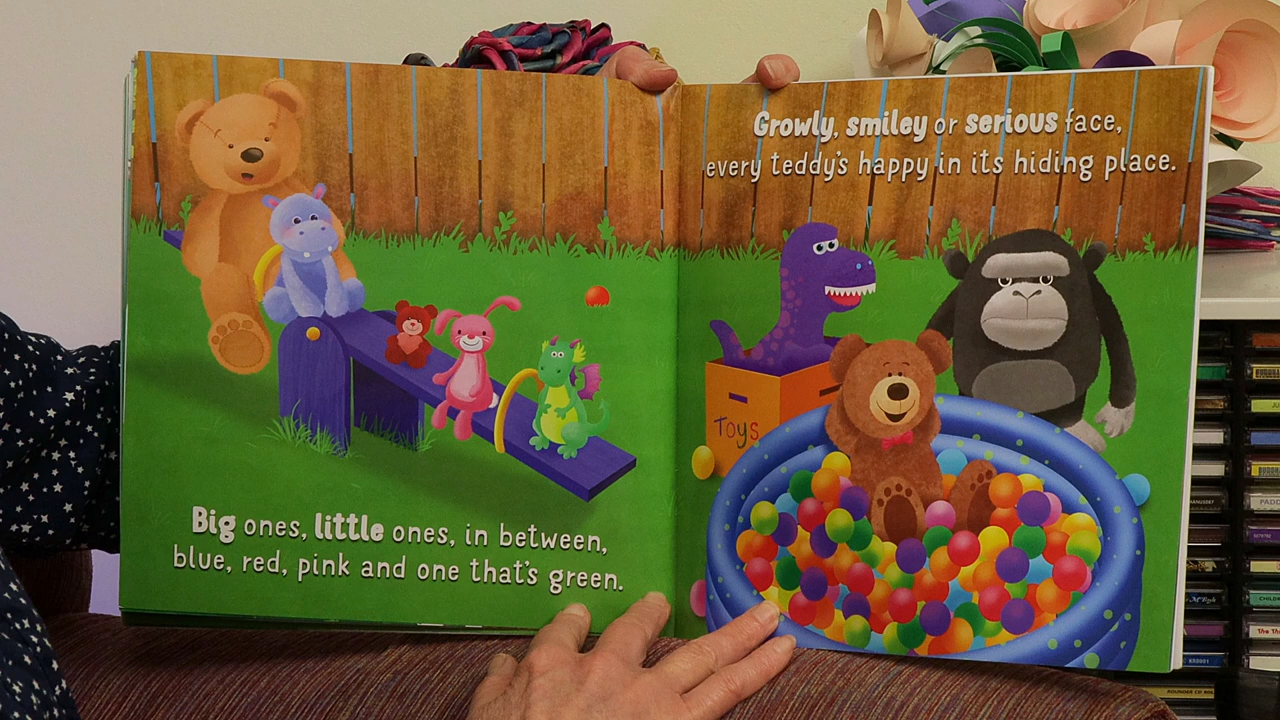 Big ones, little ones, in between,
blue, red, pink and one that's green.
Growly, smiley or serious face,
every teddy's happy in its hiding place.
Toys